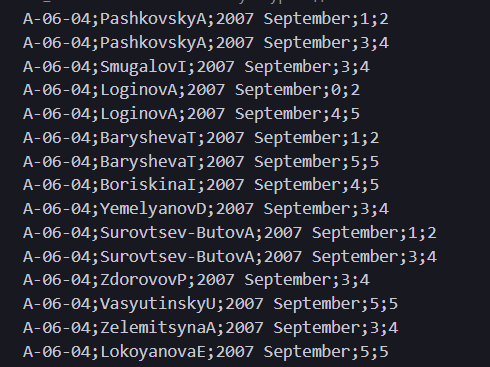 A-06-04;PashkovskyA;2007 September;1;2
A-06-04;PashkovskyA;2007 September;3;4
A-06-04;SmugalovI;2007 September;3;4
A-06-04;LoginovA;2007 September;0;2
A-06-04;LoginovA;2007 September;4;5
A-06-04;BaryshevaT;2007 September;1;2
A-06-04;BaryshevaT;2007 September;5;5
A-06-04;BoriskinaI;2007 September;4;5
A-06-04;YemelyanovD;2007 September;3;4
A-06-04;Surovtsev-ButovA;2007 September;1;2
A-06-04;Surovtsev-ButovA;2007 September;3;4
A-06-04;ZdorovovP;2007 September;3;4
A-06-04;VasyutinskyU;2007 September;5;5
A-06-04;ZelemitsynaA;2007 September;3;4
A-06-04;LokoyanovaE;2007 September;5;5